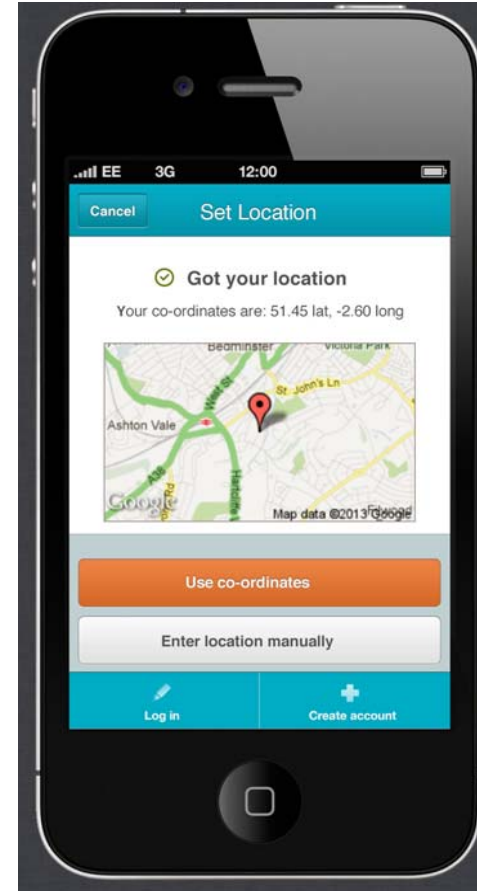 EE 3G 12:00
Cancel Set Location
Got your location
Your co-ordinates are: 51.45 lat, -2.60 long
Bedminster Victoria Park
West St
St John's Ln
Ashton Vale
A38
Hartcliffe
Google
Map data ©2013 Google
Use co-ordinates
Enter location manually
Log in Create account